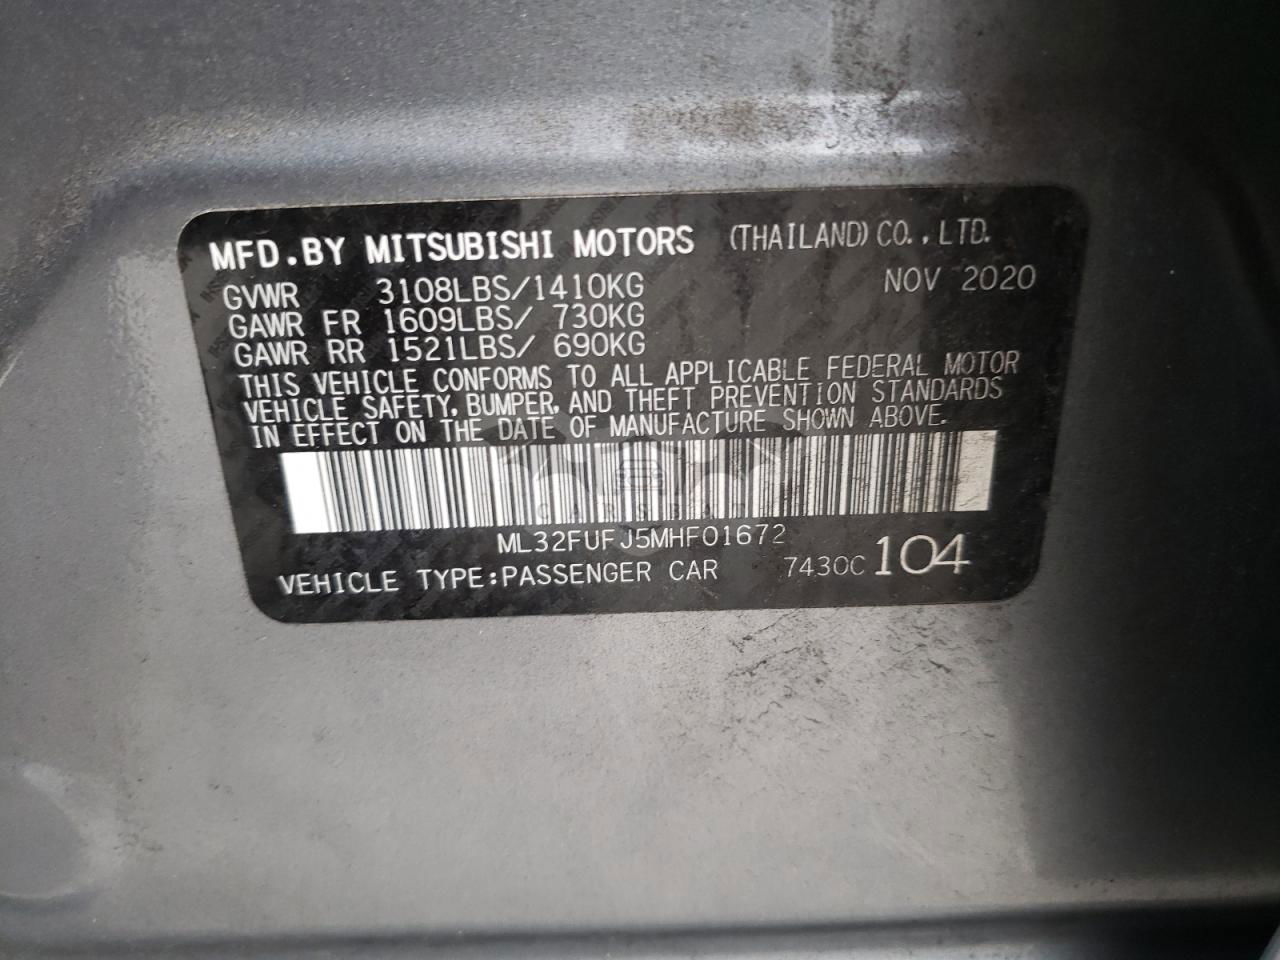 MFD.BY MITSUBISHI MOTORS (THAILAND) CO.,LTD.
GVWR 3108LBS/1410KG NOV 2020
GAWR FR 1609LBS/ 730KG
GAWR RR 1521LBS/ 690KG
THIS VEHICLE CONFORMS TO ALL APPLICABLE FEDERAL MOTOR
VEHICLE SAFETY, BUMPER, AND THEFT PREVENTION STANDARDS
IN EFFECT ON THE DATE OF MANUFACTURE SHOWN ABOVE.
ML32FUFJ5MHF01672
VEHICLE TYPE:PASSENGER CAR 7430C 104